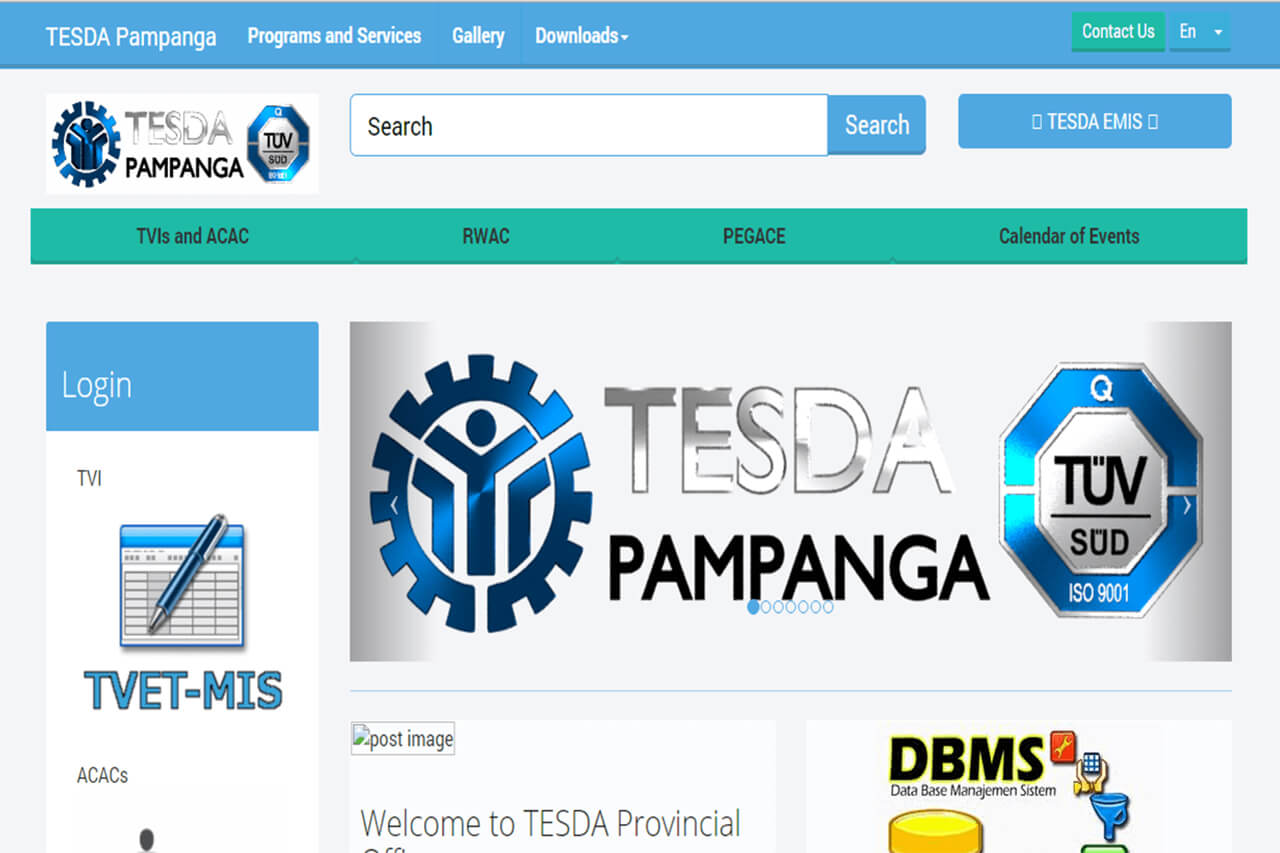 TESDA Pampanga
Programs and Services
Gallery
Downloads
Contact Us
En
TESDA
PAMPANGA
Q
TÜV
SÜD
ISO 9001
Search
Search
TESDA EMIS
TVIs and ACAC
RWAC
PEGACE
Calendar of Events
Login
TVI
TVET-MIS
ACACs
TESDA
PAMPANGA
Q
TÜV
SÜD
ISO 9001
post image
Welcome to TESDA Provincial
DBMS
Data Base Manajemen Sistem